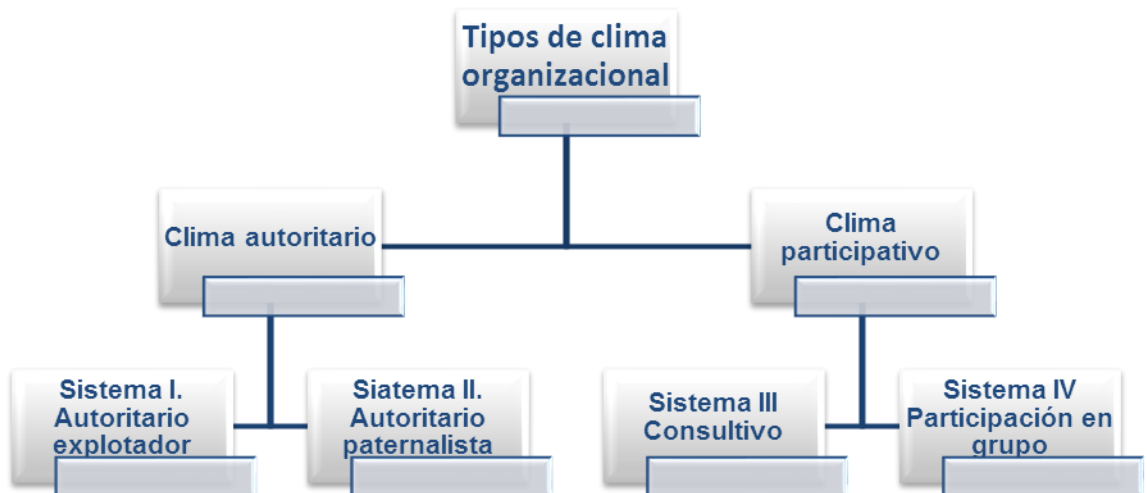 Tipos de clima
organizacional
Clima autoritario
Clima
participativo
Sistema I.
Autoritario
explotador
Siatema II.
Autoritario
paternalista
Sistema III
Consultivo
Sistema IV
Participación en
grupo